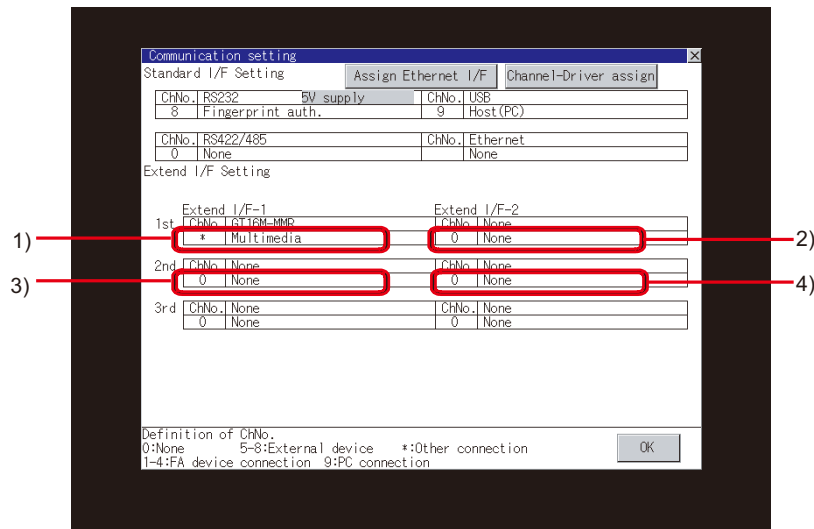 Communication setting
Standard I/F Setting Assign Ethernet I/F Channel-Driver assign
ChNo. RS232 5V supply ChNo. USB
8 Fingerprint auth. 9 Host(PC)
ChNo. RS422/485 ChNo. Ethernet
0 None None
Extend I/F Setting
Extend I/F-1 Extend I/F-2
1st ChNo. GT16M-MMR ChNo. None
1) * Multimedia 0 None 2)
2nd ChNo. None ChNo. None
3) 0 None 0 None 4)
3rd ChNo. None ChNo. None
0 None 0 None
Definition of ChNo.
0:None 5-8:External device *:Other connection OK
1-4:FA device connection 9:PC connection